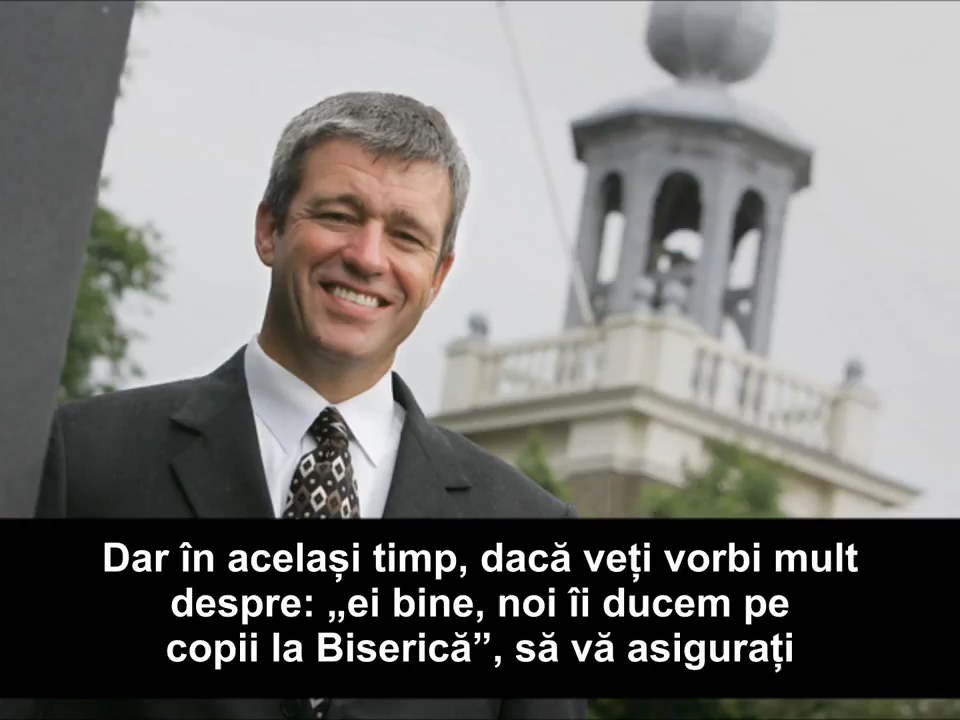 Dar în același timp, dacă veți vorbi mult
despre: „ei bine, noi îi ducem pe
copii la Biserică”, să vă asigurați